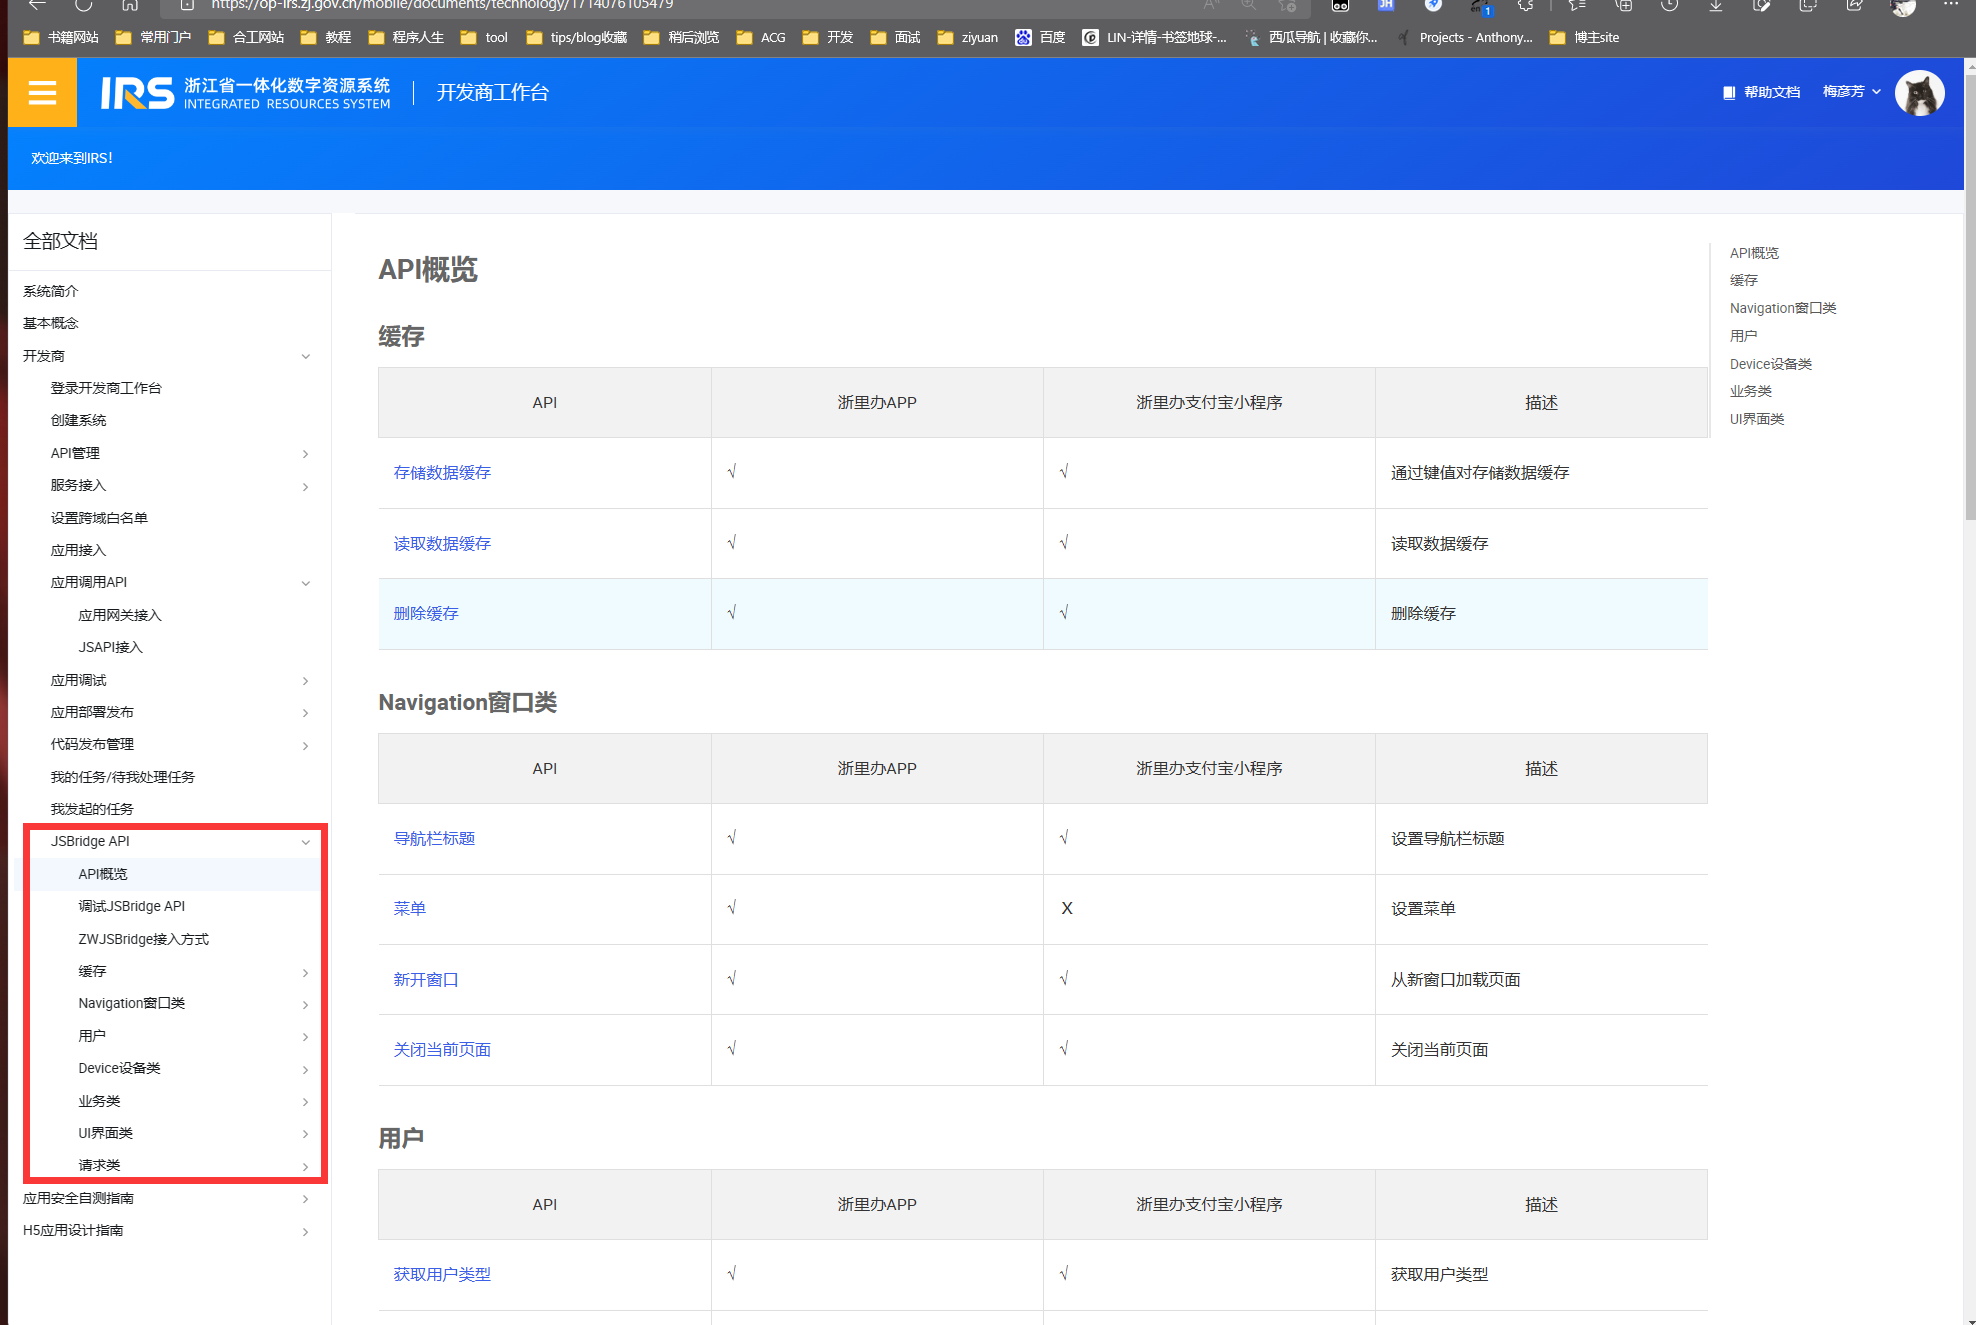 https://op-irs.zj.gov.cn/mobile/documents/technology/1714076105479
书籍网站 常用门户 合工网站 教程 程序人生 tool tips/blog收藏 稍后浏览 ACG 开发 面试 ziyuan 百度 LIN-详情-书签地球-... 西瓜导航 | 收藏你... Projects - Anthony... 博主site
IRS 浙江省一体化数字资源系统 开发商工作台 帮助文档 梅彦芳
INTEGRATED RESOURCES SYSTEM
欢迎来到IRS!
全部文档
系统简介
基本概念
开发商
登录开发商工作台
创建系统
API管理
服务接入
设置跨域白名单
应用接入
应用调用API
应用网关接入
JSAPI接入
应用调试
应用部署发布
代码发布管理
我的任务/待我处理任务
我发起的任务
JSBridge API
API概览
调试JSBridge API
ZWJSBridge接入方式
缓存
Navigation窗口类
用户
Device设备类
业务类
UI界面类
请求类
应用安全自测指南
H5应用设计指南
API概览
缓存
API 浙里办APP 浙里办支付宝小程序 描述
存储数据缓存 √ √ 通过键值对存储数据缓存
读取数据缓存 √ √ 读取数据缓存
删除缓存 √ √ 删除缓存
Navigation窗口类
API 浙里办APP 浙里办支付宝小程序 描述
导航栏标题 √ √ 设置导航栏标题
菜单 √ X 设置菜单
新开窗口 √ √ 从新窗口加载页面
关闭当前页面 √ √ 关闭当前页面
用户
API 浙里办APP 浙里办支付宝小程序 描述
获取用户类型 √ √ 获取用户类型
API概览
缓存
Navigation窗口类
用户
Device设备类
业务类
UI界面类